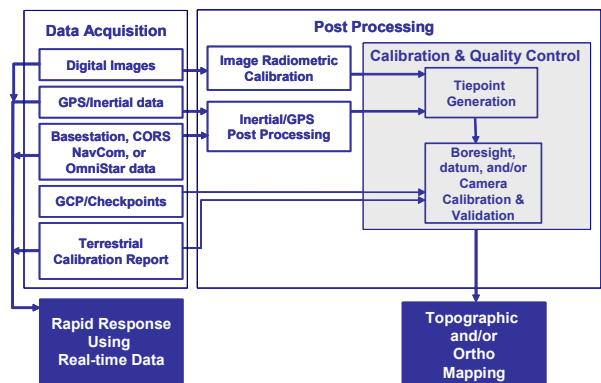 Data Acquisition
Digital Images
GPS/Inertial data
Basestation, CORS
NavCom, or
OmniStar data
GCP/Checkpoints
Terrestrial
Calibration Report
Rapid Response
Using
Real-time Data
Post Processing
Image Radiometric
Calibration
Inertial/GPS
Post Processing
Calibration & Quality Control
Tiepoint
Generation
Boresight,
datum, and/or
Camera
Calibration &
Validation
Topographic
and/or
Ortho
Mapping